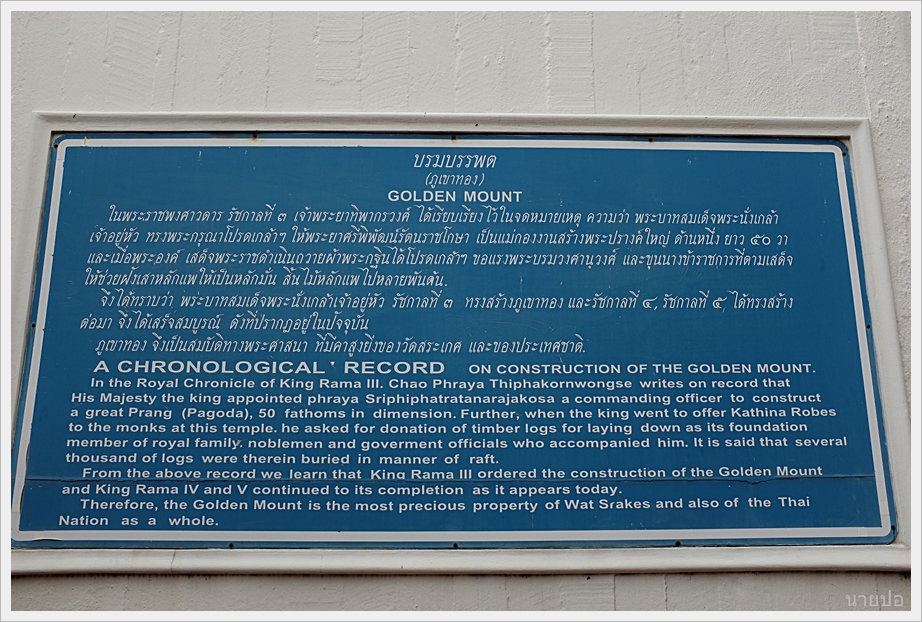 บรมบรรพต
(ภูเขาทอง)
GOLDEN MOUNT
ในพระราชพงศาวดาร รัชกาลที่ ๓ เจ้าพระยาทิพากรวงศ์ ได้เรียบเรียงไว้ในจดหมายเหตุ ความว่า พระบาทสมเด็จพระนั่งเกล้า
เจ้าอยู่หัว ทรงพระกรุณาโปรดเกล้าฯ ให้พระยาศรีพิพัฒน์รัตนราชโกษา เป็นแม่กองงานสร้างพระปรางค์ใหญ่ ด้านหนึ่ง ยาว ๕๐ วา
และเมื่อพระองค์ เสด็จพระราชดำเนินถวายผ้าพระกฐินได้โปรดเกล้าฯ ขอแรงพระบรมวงศานุวงศ์ และขุนนางข้าราชการที่ตามเสด็จ
ให้ช่วยฝังเสาหลักแพให้เป็นหลักมั่น สิ้นไม้หลักแพไปหลายพันต้น.
จึงได้ทราบว่า พระบาทสมเด็จพระนั่งเกล้าเจ้าอยู่หัว รัชกาลที่ ๓ ทรงสร้างภูเขาทอง และรัชกาลที่ ๔, รัชกาลที่ ๕ ได้ทรงสร้าง
ต่อมา จึงได้เสร็จสมบูรณ์ ดังที่ปรากฏอยู่ในปัจจุบัน
ภูเขาทอง จึงเป็นสมบัติทางพระศาสนา ที่มีค่าสูงยิ่งของวัดสระเกศ และของประเทศชาติ.
A CHRONOLOGICAL RECORD ON CONSTRUCTION OF THE GOLDEN MOUNT.
In the Royal Chronicle of King Rama III. Chao Phraya Thiphakornwongse writes on record that
His Majesty the king appointed phraya Sriphiphatratanarajakosa a commanding officer to construct
a great Prang (Pagoda), 50 fathoms in dimension. Further, when the king went to offer Kathina Robes
to the monks at this temple. he asked for donation of timber logs for laying down as its foundation
member of royal family. noblemen and goverment officials who accompanied him. It is said that several
thousand of logs were therein buried in manner of raft.
From the above record we learn that King Rama III ordered the construction of the Golden Mount
and King Rama IV and V continued to its completion as it appears today.
Therefore, the Golden Mount is the most precious property of Wat Srakes and also of the Thai
Nation as a whole.
นายปอ